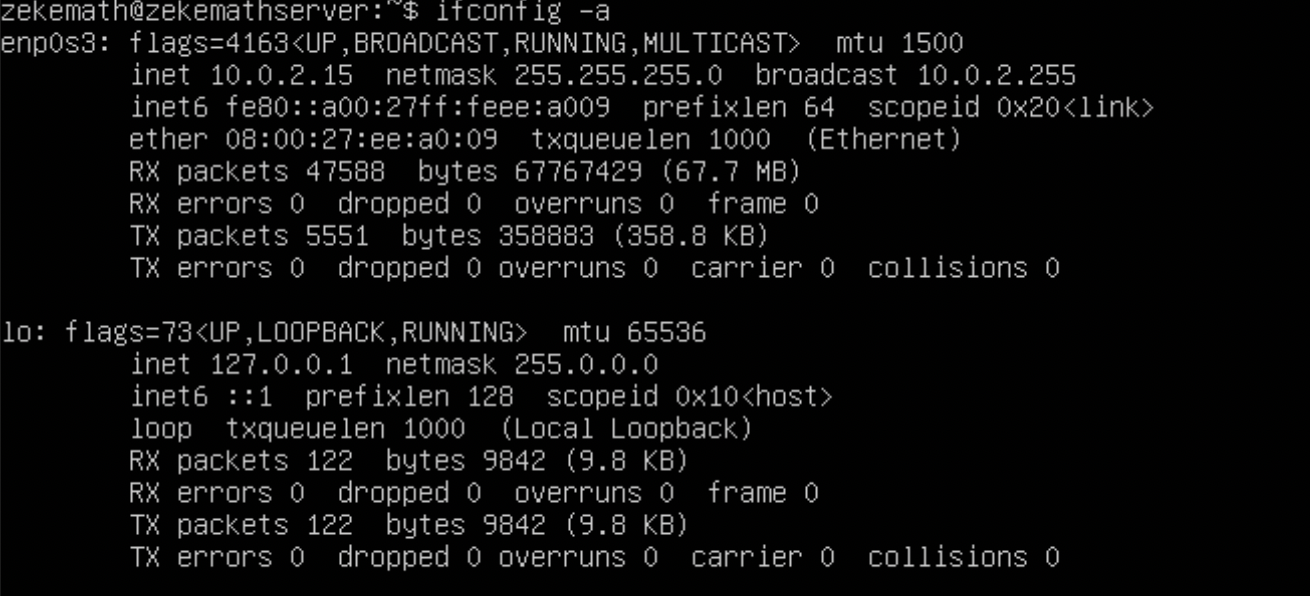 zekemath@zekemathserver:~$ ifconfig -a
enp0s3: flags=4163<UP,BROADCAST,RUNNING,MULTICAST>  mtu 1500
        inet 10.0.2.15  netmask 255.255.255.0  broadcast 10.0.2.255
        inet6 fe80::a00:27ff:feee:a009  prefixlen 64  scopeid 0x20<link>
        ether 08:00:27:ee:a0:09  txqueuelen 1000  (Ethernet)
        RX packets 47588  bytes 67767429 (67.7 MB)
        RX errors 0  dropped 0  overruns 0  frame 0
        TX packets 5551  bytes 358883 (358.8 KB)
        TX errors 0  dropped 0 overruns 0  carrier 0  collisions 0

lo: flags=73<UP,LOOPBACK,RUNNING>  mtu 65536
        inet 127.0.0.1  netmask 255.0.0.0
        inet6 ::1  prefixlen 128  scopeid 0x10<host>
        loop  txqueuelen 1000  (Local Loopback)
        RX packets 122  bytes 9842 (9.8 KB)
        RX errors 0  dropped 0  overruns 0  frame 0
        TX packets 122  bytes 9842 (9.8 KB)
        TX errors 0  dropped 0 overruns 0  carrier 0  collisions 0